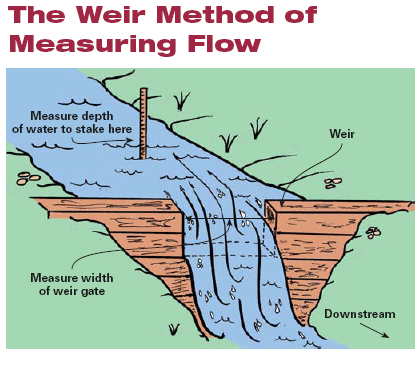 The Weir Method of
Measuring Flow
Measure depth
of water to stake here
Weir
Measure width
of weir gate
Downstream